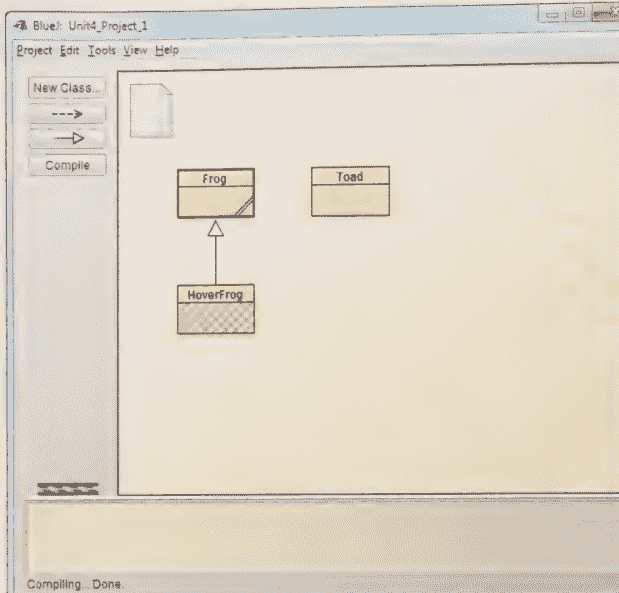 BlueJ: Unit4_Project_1
Project Edit Tools View Help
New Class...
Compile
Frog
Toad
HoverFrog
Compiling... Done.